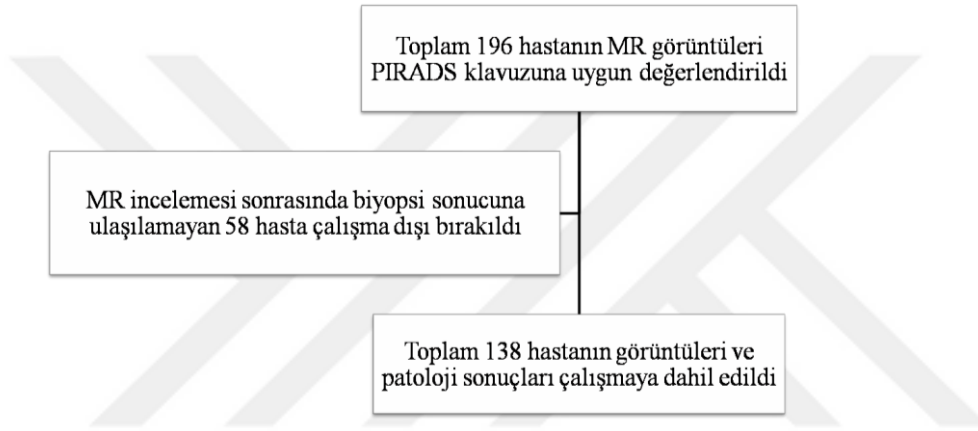 Toplam 196 hastanın MR görüntüleri
PIRADS klavuzuna uygun değerlendirildi
MR incelemesi sonrasında biyopsi sonucuna
ulaşılamayan 58 hasta çalışma dışı bırakıldı
Toplam 138 hastanın görüntüleri ve
patoloji sonuçları çalışmaya dahil edildi